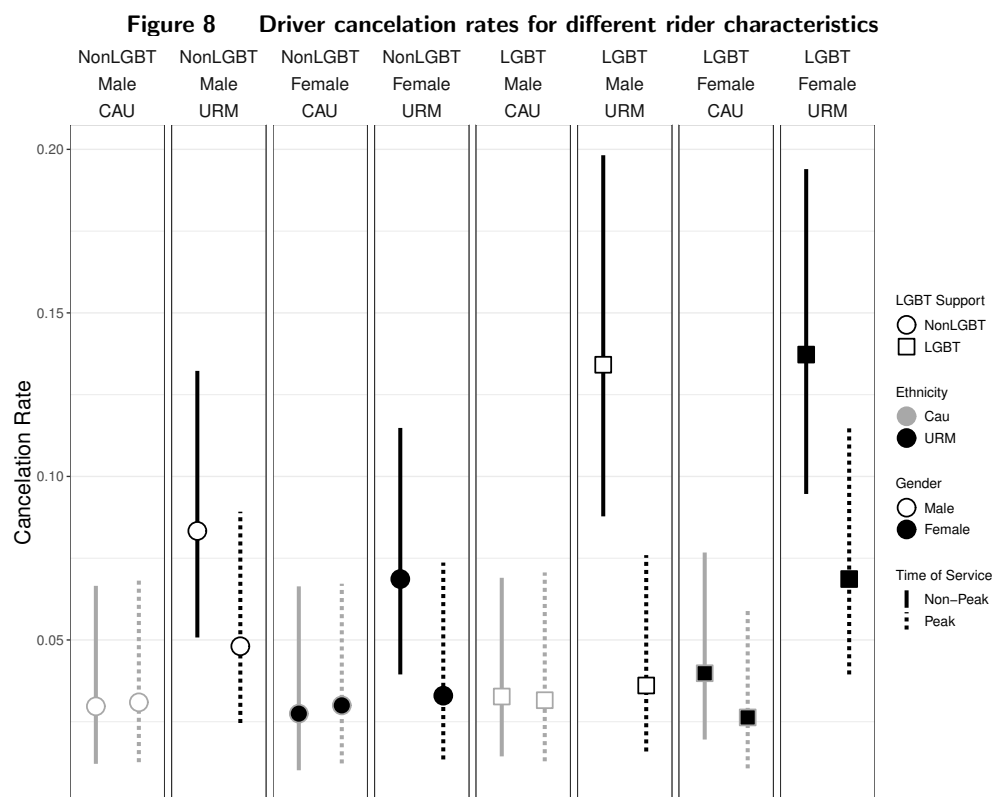 Figure 8 Driver cancelation rates for different rider characteristics
NonLGBT NonLGBT NonLGBT NonLGBT LGBT LGBT LGBT LGBT
Male Male Female Female Male Male Female Female
CAU URM CAU URM CAU URM CAU URM
0.20
0.15
0.10
0.05
Cancelation Rate
LGBT Support
NonLGBT
LGBT
Ethnicity
Cau
URM
Gender
Male
Female
Time of Service
Non−Peak
Peak